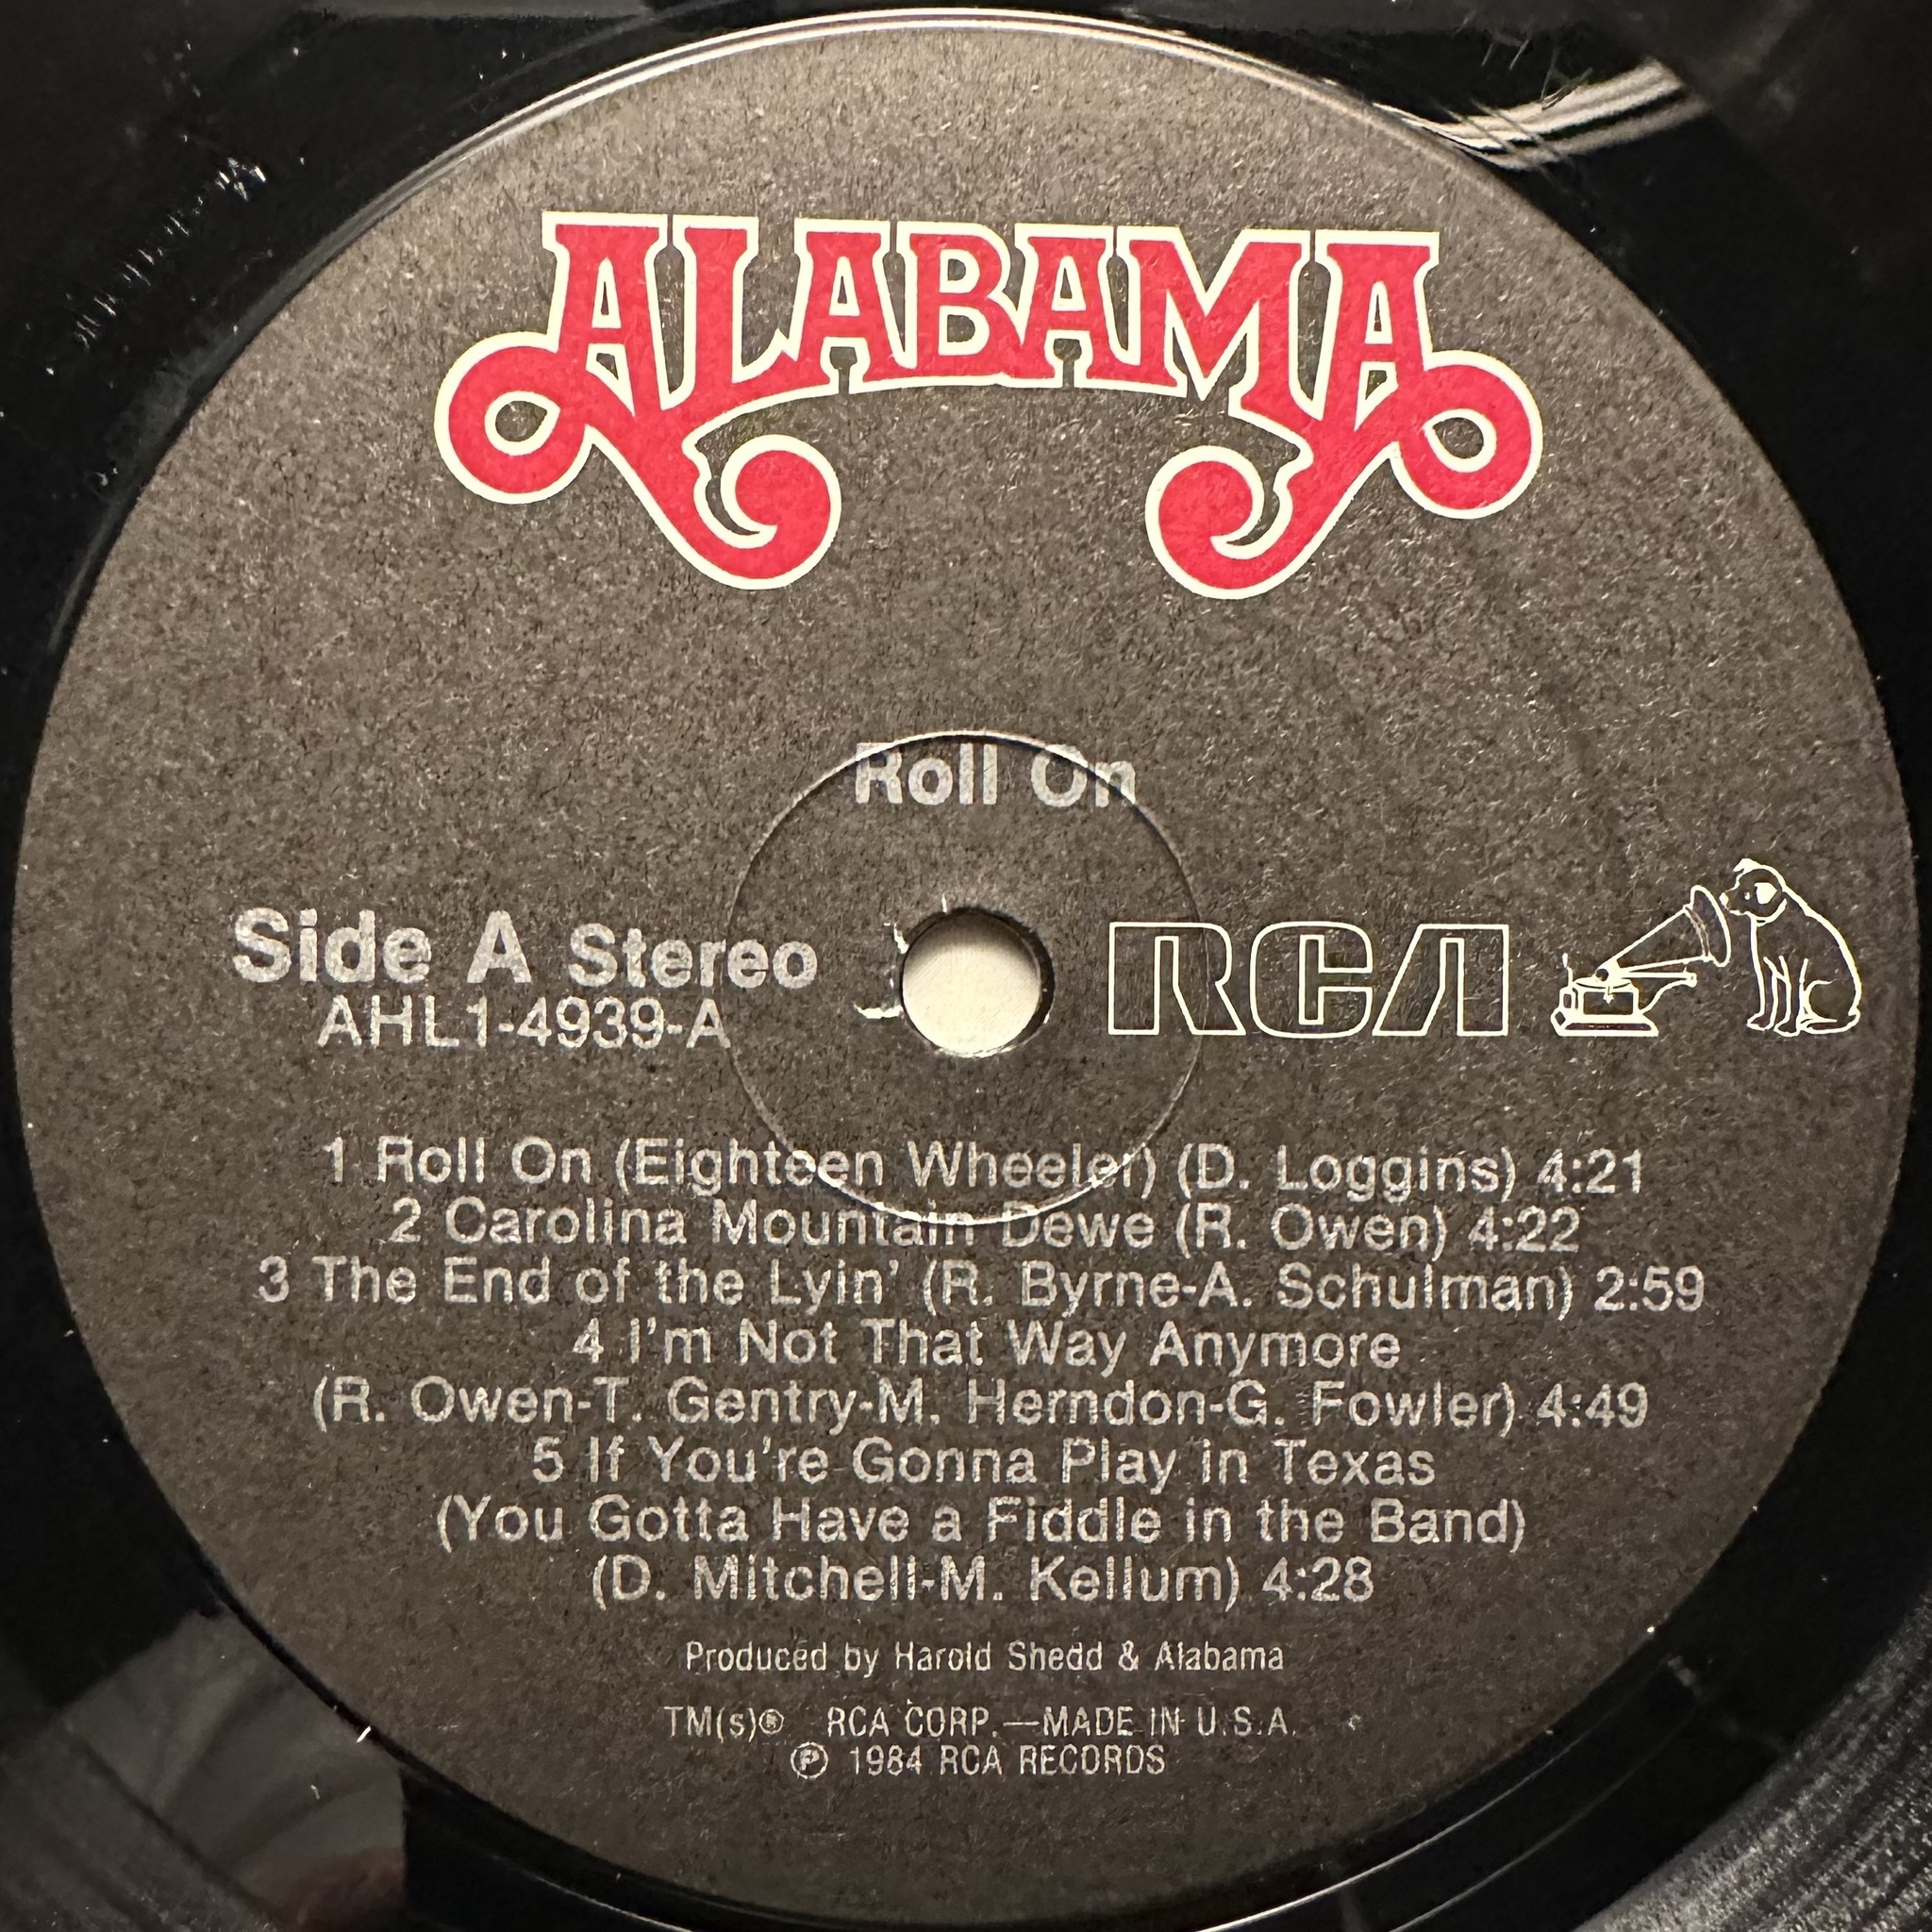 ALABAMA
Roll On
Side A Stereo
AHL1-4939-A
RCA
1 Roll On (Eighteen Wheeler) (D. Loggins) 4:21
2 Carolina Mountain Dewe (R. Owen) 4:22
3 The End of the Lyin' (R. Byrne-A. Schulman) 2:59
4 I'm Not That Way Anymore
(R. Owen-T. Gentry-M. Herndon-G. Fowler) 4:49
5 If You're Gonna Play in Texas
(You Gotta Have a Fiddle in the Band)
(D. Mitchell-M. Kellum) 4:28
Produced by Harold Shedd & Alabama
TM(s)® RCA CORP.—MADE IN U.S.A.
℗ 1984 RCA RECORDS